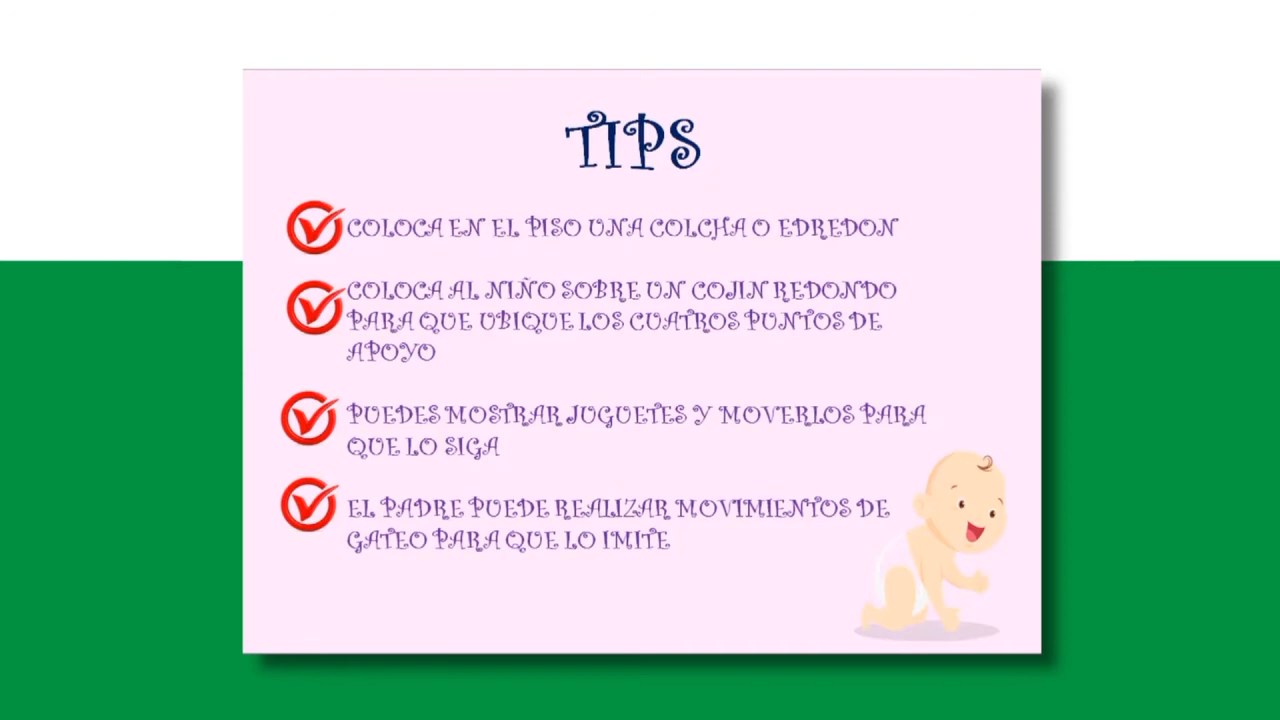 TIPS
COLOCA EN EL PISO UNA COLCHA O EDREDON
COLOCA AL NIÑO SOBRE UN COJIN REDONDO
PARA QUE UBIQUE LOS CUATROS PUNTOS DE
APOYO
PUEDES MOSTRAR JUGUETES Y MOVERLOS PARA
QUE LO SIGA
EL PADRE PUEDE REALIZAR MOVIMIENTOS DE
GATEO PARA QUE LO IMITE